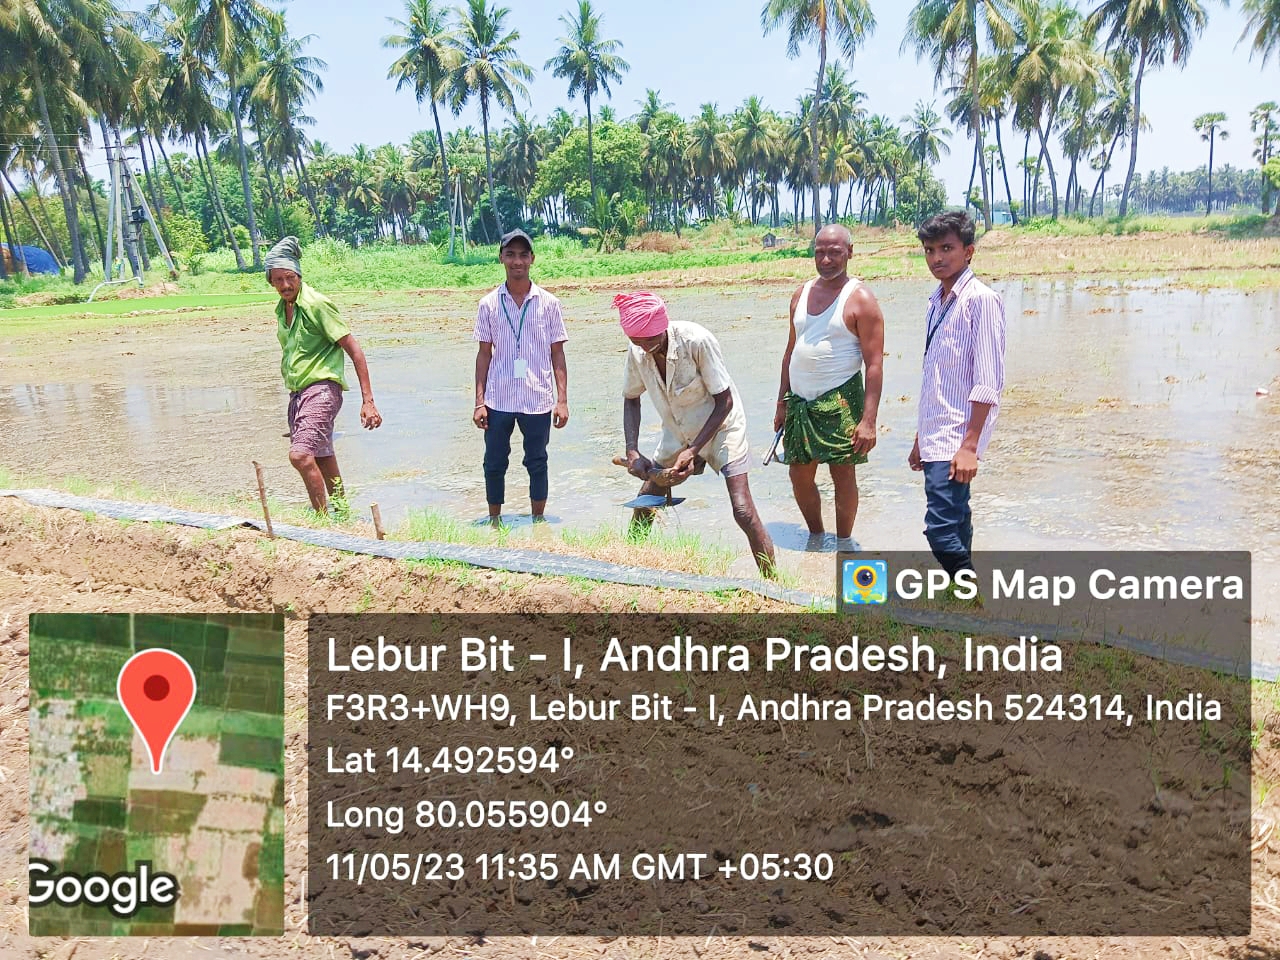 GPS Map Camera
Lebur Bit - I, Andhra Pradesh, India
F3R3+WH9, Lebur Bit - I, Andhra Pradesh 524314, India
Lat 14.492594°
Long 80.055904°
11/05/23 11:35 AM GMT +05:30
Google